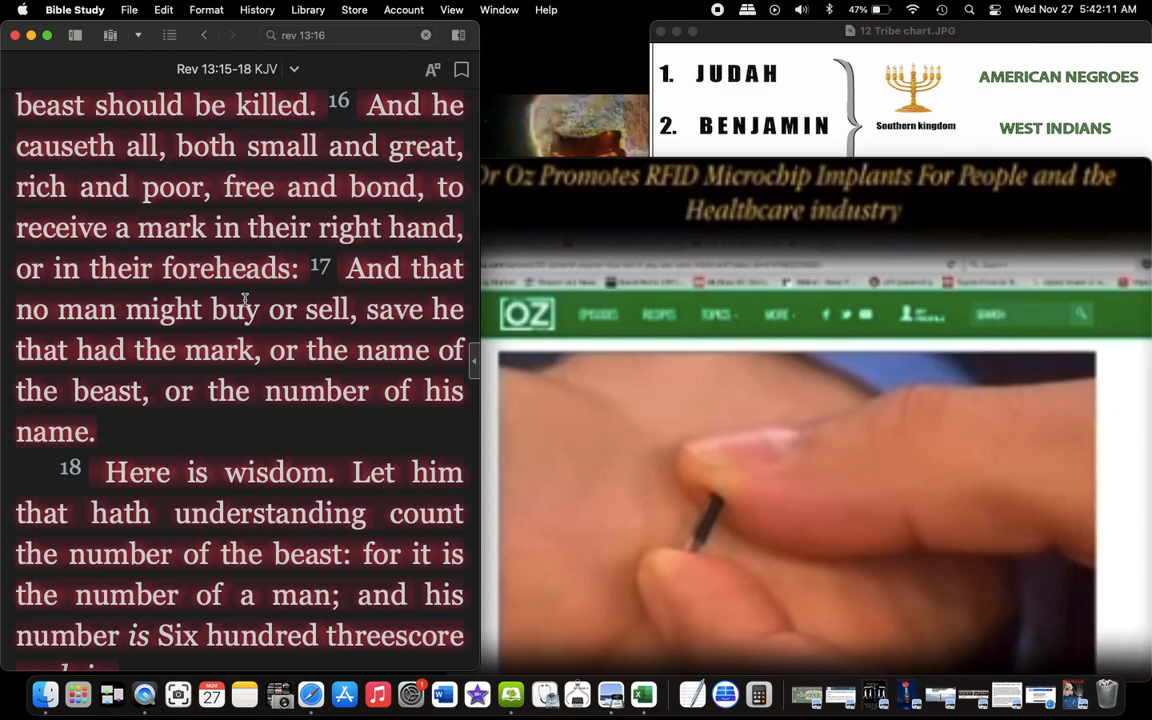 Bible Study File Edit Format History Library Store Account View Window Help 47% Wed Nov 27 5:42:11 AM
rev 13:16
Rev 13:15-18 KJV
beast should be killed. 16 And he
causeth all, both small and great,
rich and poor, free and bond, to
receive a mark in their right hand,
or in their foreheads: 17 And that
no man might buy or sell, save he
that had the mark, or the name of
the beast, or the number of his
name.
18 Here is wisdom. Let him
that hath understanding count
the number of the beast: for it is
the number of a man; and his
number is Six hundred threescore
12 Tribe chart.JPG
1. JUDAH
2. BENJAMIN
Southern kingdom
AMERICAN NEGROES
WEST INDIANS
Dr Oz Promotes RFID Microchip Implants For People and the
Healthcare industry
OZ EPISODES RECIPES TOPICS MORE SEARCH
NOV
27